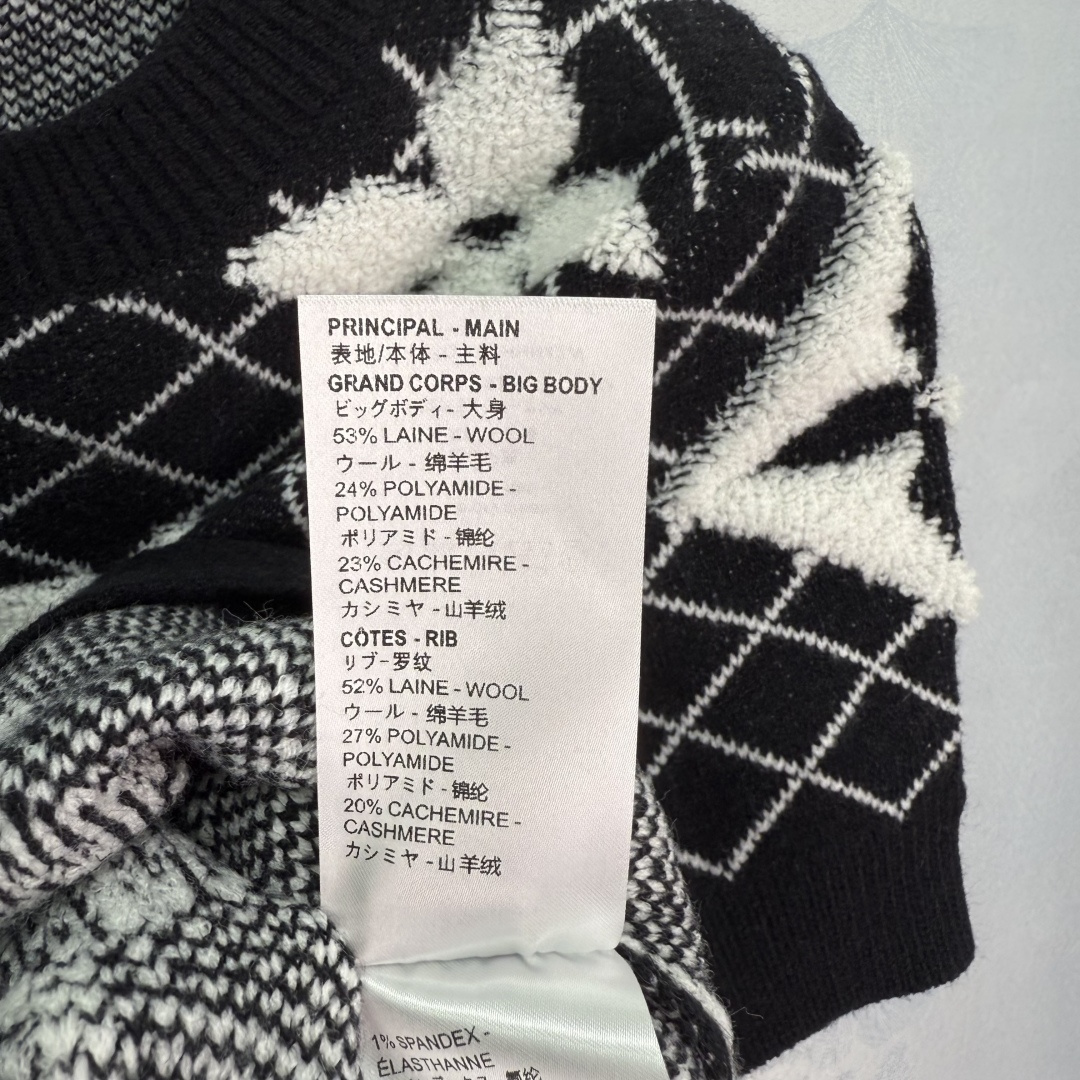 PRINCIPAL - MAIN
表地/本体 - 主料
GRAND CORPS - BIG BODY
ビッグボディ- 大身
53% LAINE - WOOL
ウール - 绵羊毛
24% POLYAMIDE -
POLYAMIDE
ポリアミド - 锦纶
23% CACHEMIRE -
CASHMERE
カシミヤ - 山羊绒
CÔTES - RIB
リブ- 罗纹
52% LAINE - WOOL
ウール - 绵羊毛
27% POLYAMIDE -
POLYAMIDE
ポリアミド - 锦纶
20% CACHEMIRE -
CASHMERE
カシミヤ - 山羊绒
1% SPANDEX -
ÉLASTHANNE